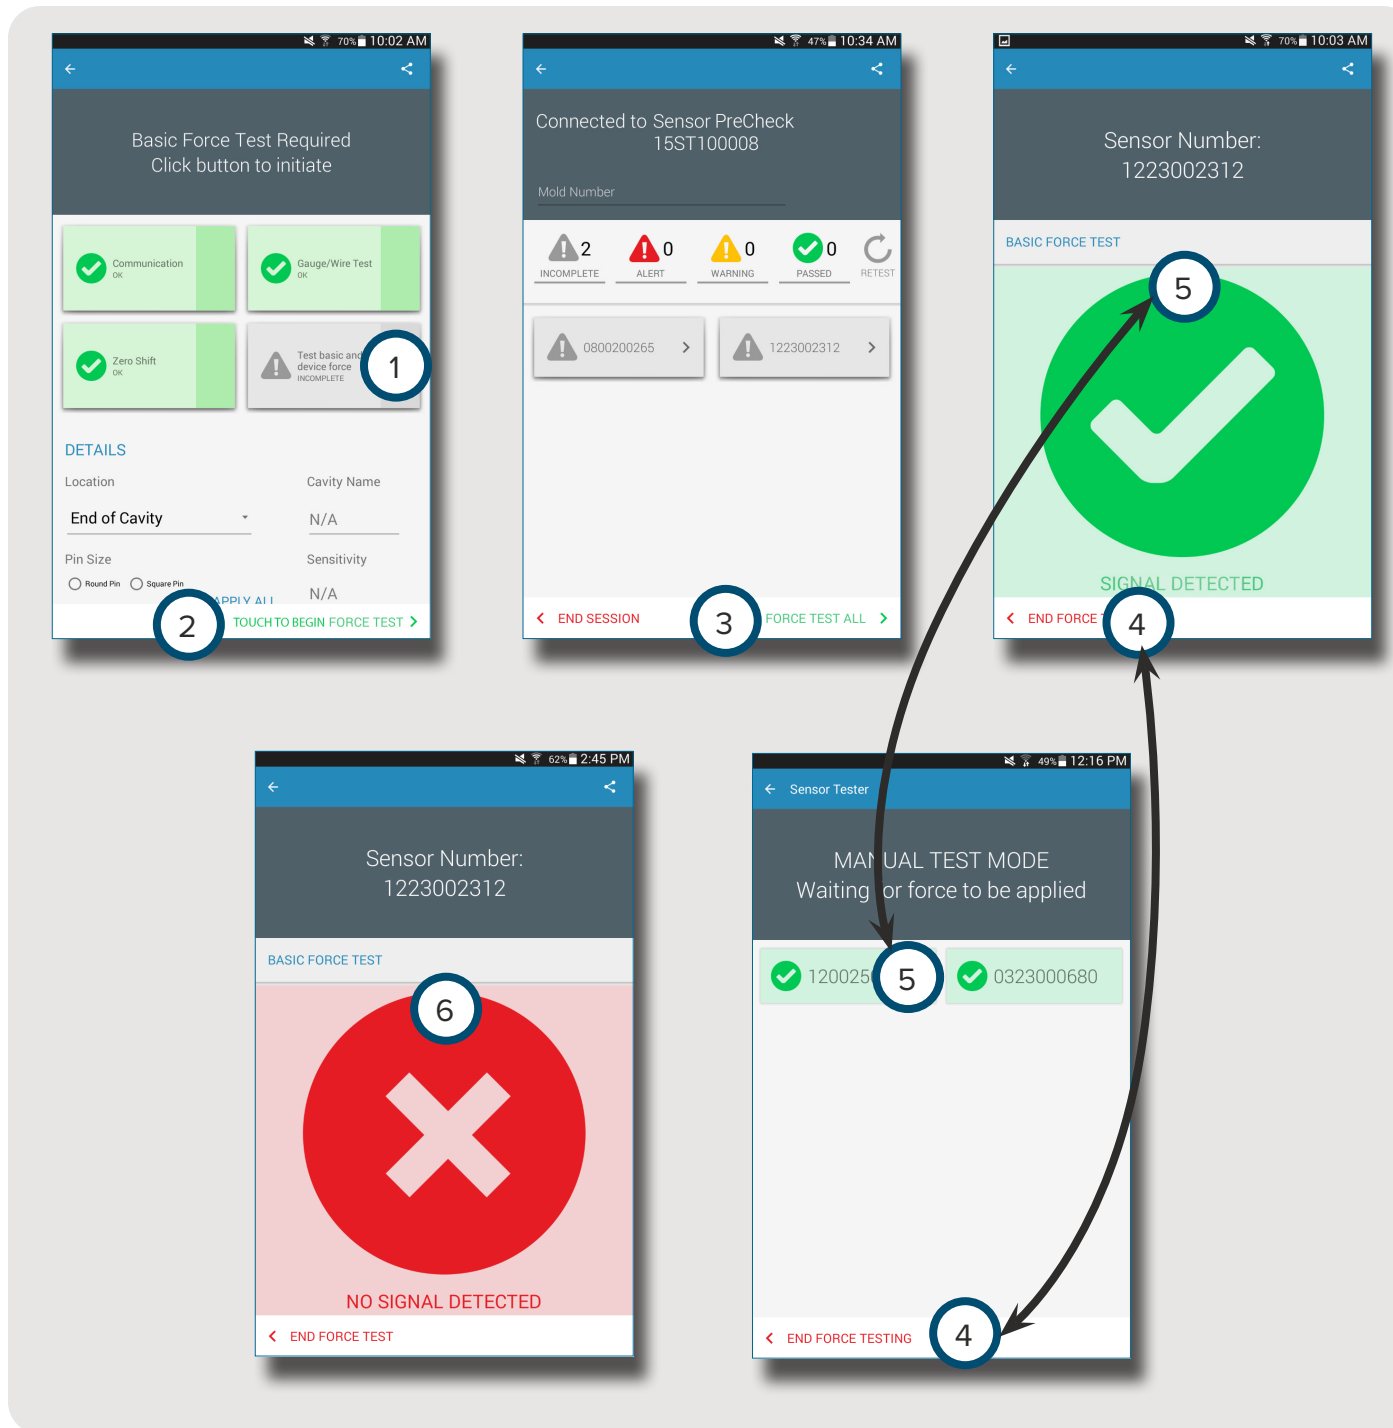 70% 10:02 AM
Basic Force Test Required
Click button to initiate
Communication
OK
Gauge/Wire Test
OK
Zero Shift
OK
Test basic and
device force
INCOMPLETE
1
DETAILS
Location
Cavity Name
End of Cavity
N/A
Pin Size
Sensitivity
Round Pin
Square Pin
N/A
APPLY ALL
2
TOUCH TO BEGIN FORCE TEST
47% 10:34 AM
Connected to Sensor PreCheck
15ST100008
Mold Number
2
0
0
0
INCOMPLETE
ALERT
WARNING
PASSED
RETEST
0800200265
1223002312
END SESSION
3
FORCE TEST ALL
70% 10:03 AM
Sensor Number:
1223002312
BASIC FORCE TEST
5
SIGNAL DETECTED
END FORCE
4
62% 2:45 PM
Sensor Number:
1223002312
BASIC FORCE TEST
6
NO SIGNAL DETECTED
END FORCE TEST
49% 12:16 PM
Sensor Tester
MANUAL TEST MODE
Waiting for force to be applied
120025
5
0323000680
END FORCE TESTING
4